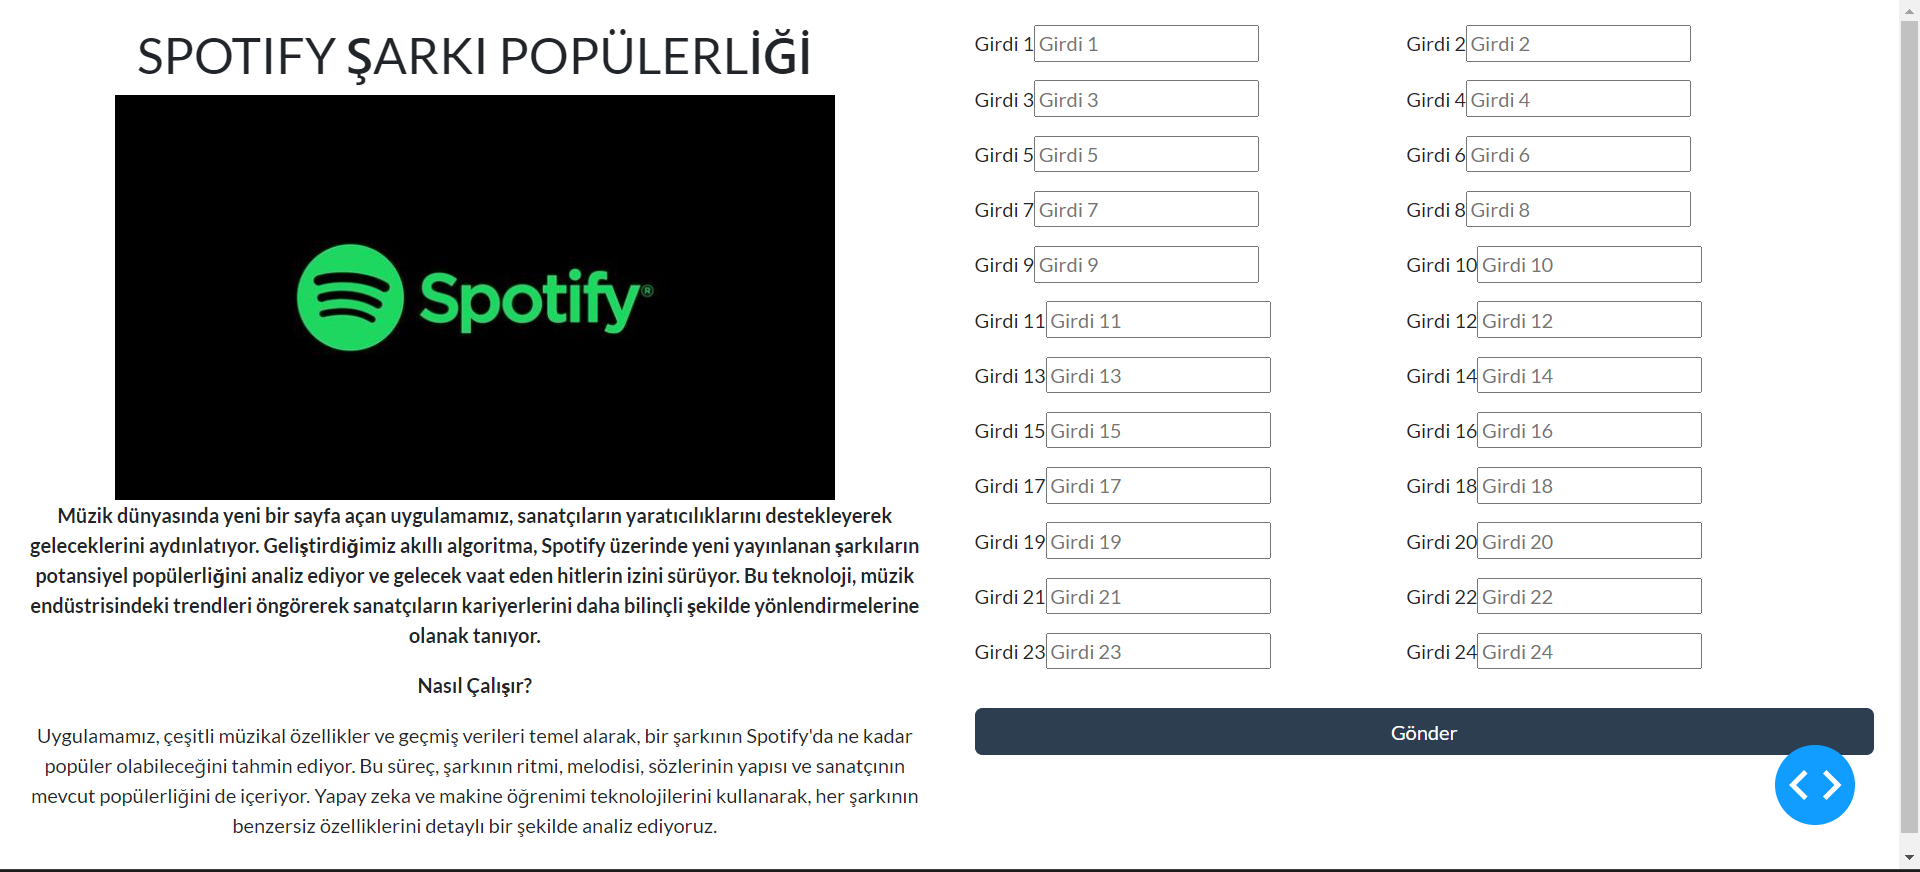 SPOTIFY ŞARKI POPÜLERLİĞİ
Spotify®
Müzik dünyasında yeni bir sayfa açan uygulamamız, sanatçıların yaratıcılıklarını destekleyerek
geleceklerini aydınlatıyor. Geliştirdiğimiz akıllı algoritma, Spotify üzerinde yeni yayınlanan şarkıların
potansiyel popülerliğini analiz ediyor ve gelecek vaat eden hitlerin izini sürüyor. Bu teknoloji, müzik
endüstrisindeki trendleri öngörerek sanatçıların kariyerlerini daha bilinçli şekilde yönlendirmelerine
olanak tanıyor.
Nasıl Çalışır?
Uygulamamız, çeşitli müzikal özellikler ve geçmiş verileri temel alarak, bir şarkının Spotify'da ne kadar
popüler olabileceğini tahmin ediyor. Bu süreç, şarkının ritmi, melodisi, sözlerinin yapısı ve sanatçının
mevcut popülerliğini de içeriyor. Yapay zeka ve makine öğrenimi teknolojilerini kullanarak, her şarkının
benzersiz özelliklerini detaylı bir şekilde analiz ediyoruz.
Girdi 1 Girdi 1 Girdi 2 Girdi 2
Girdi 3 Girdi 3 Girdi 4 Girdi 4
Girdi 5 Girdi 5 Girdi 6 Girdi 6
Girdi 7 Girdi 7 Girdi 8 Girdi 8
Girdi 9 Girdi 9 Girdi 10 Girdi 10
Girdi 11 Girdi 11 Girdi 12 Girdi 12
Girdi 13 Girdi 13 Girdi 14 Girdi 14
Girdi 15 Girdi 15 Girdi 16 Girdi 16
Girdi 17 Girdi 17 Girdi 18 Girdi 18
Girdi 19 Girdi 19 Girdi 20 Girdi 20
Girdi 21 Girdi 21 Girdi 22 Girdi 22
Girdi 23 Girdi 23 Girdi 24 Girdi 24
Gönder